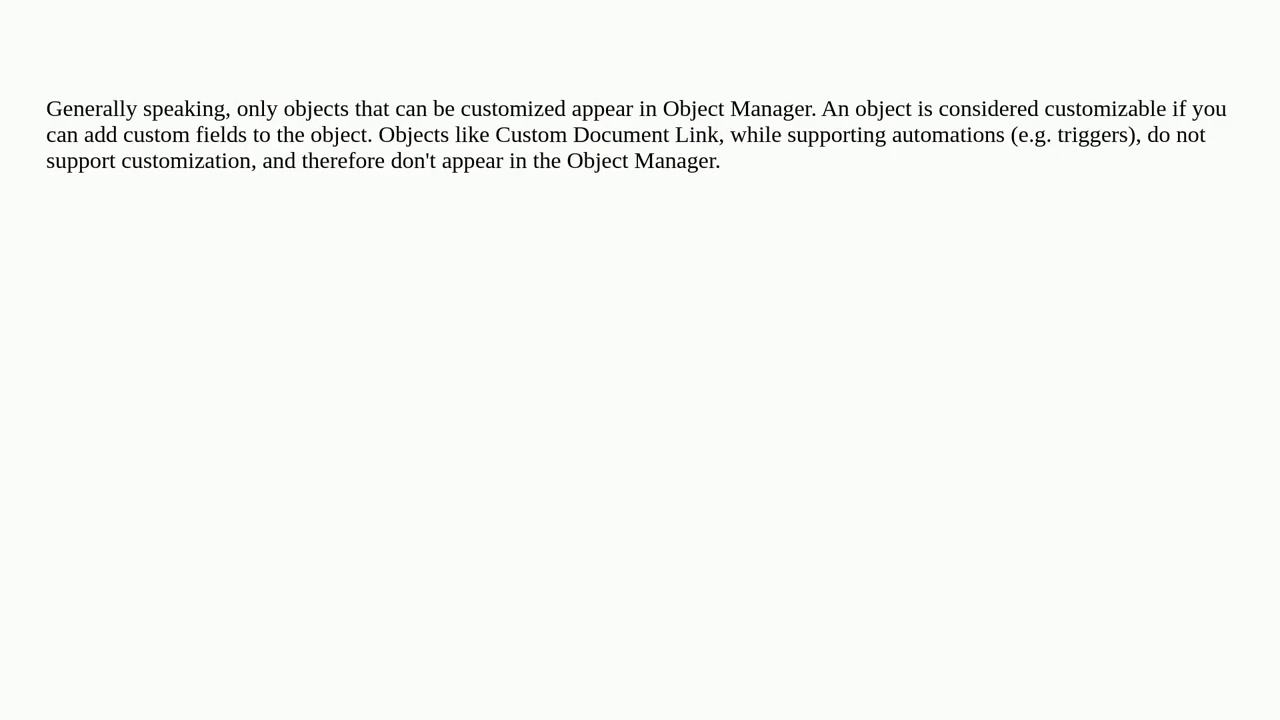 Generally speaking, only objects that can be customized appear in Object Manager. An object is considered customizable if you
can add custom fields to the object. Objects like Custom Document Link, while supporting automations (e.g. triggers), do not
support customization, and therefore don't appear in the Object Manager.